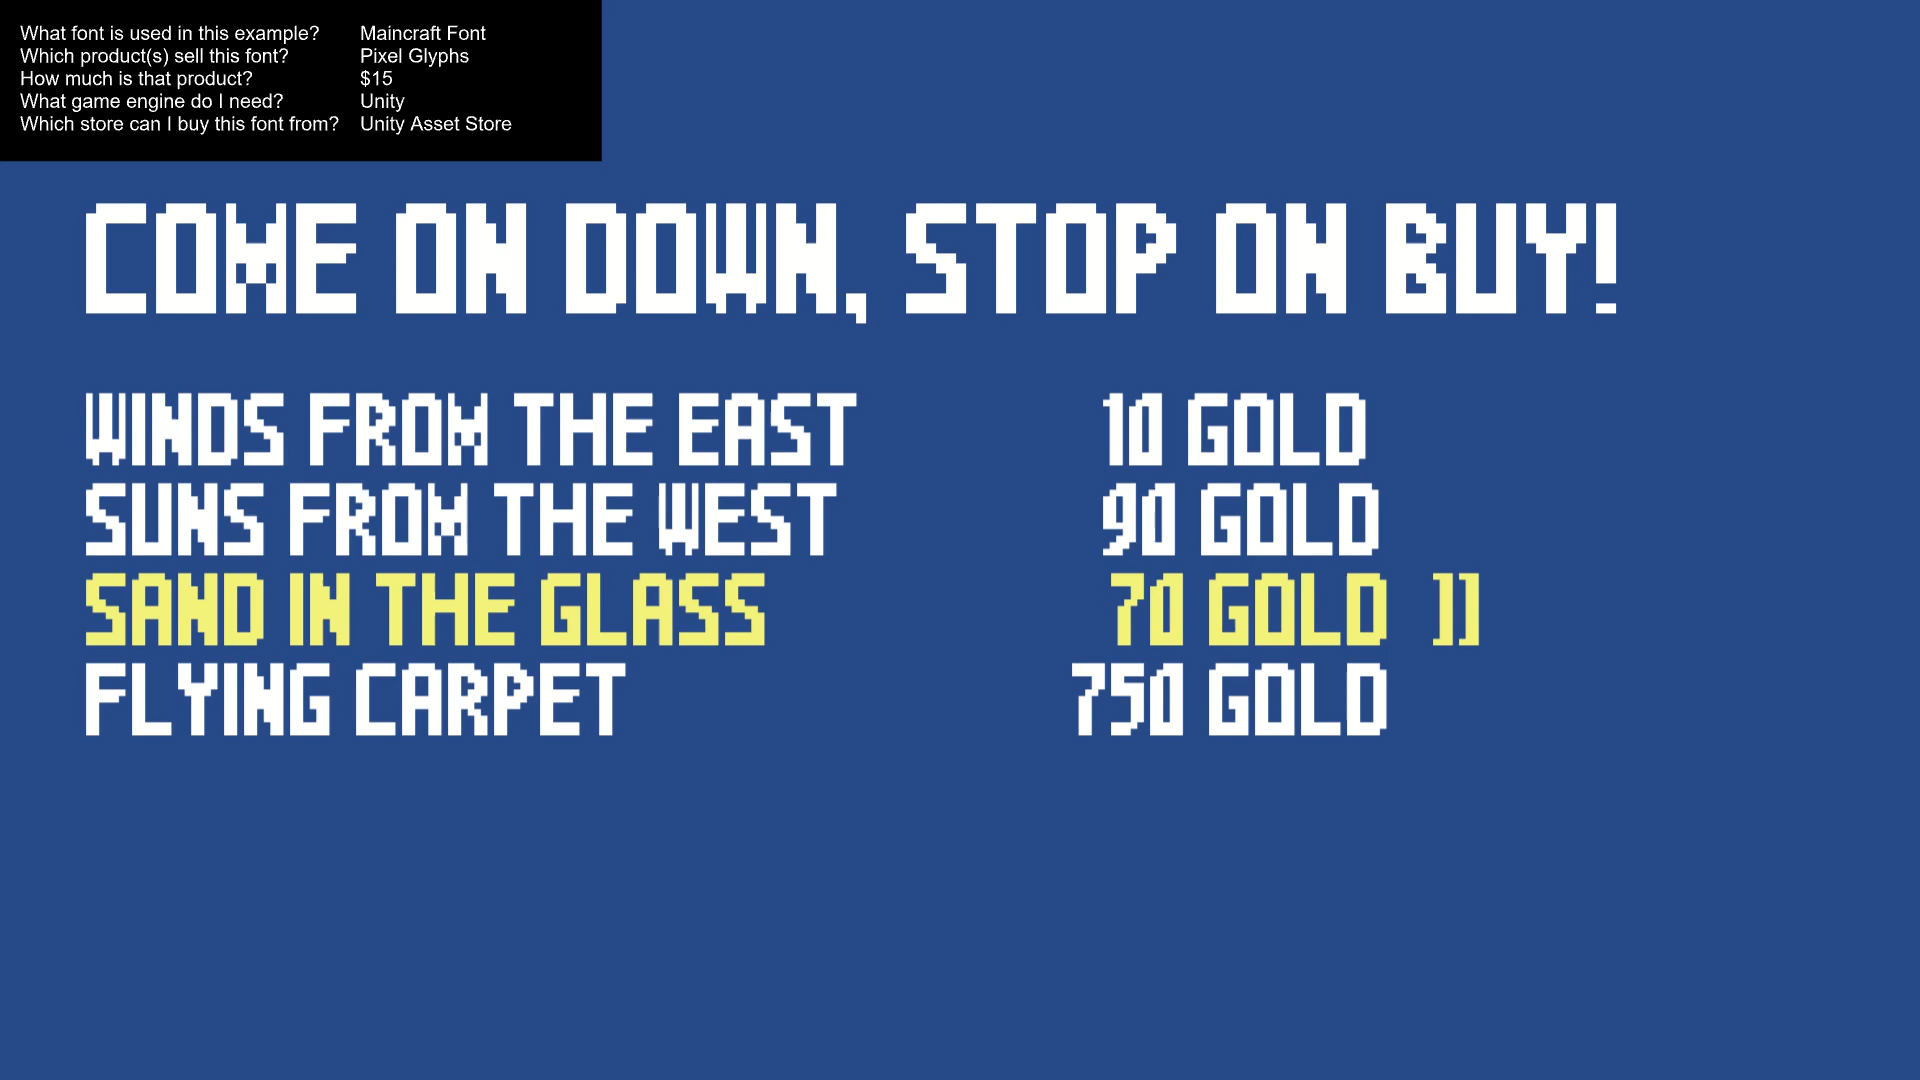 What font is used in this example? Maincraft Font
Which product(s) sell this font? Pixel Glyphs
How much is that product? $15
What game engine do I need? Unity
Which store can I buy this font from? Unity Asset Store
COME ON DOWN, STOP ON BUY!
WINDS FROM THE EAST 10 GOLD
SUNS FROM THE WEST 90 GOLD
SAND IN THE GLASS 70 GOLD ]]
FLYING CARPET 750 GOLD